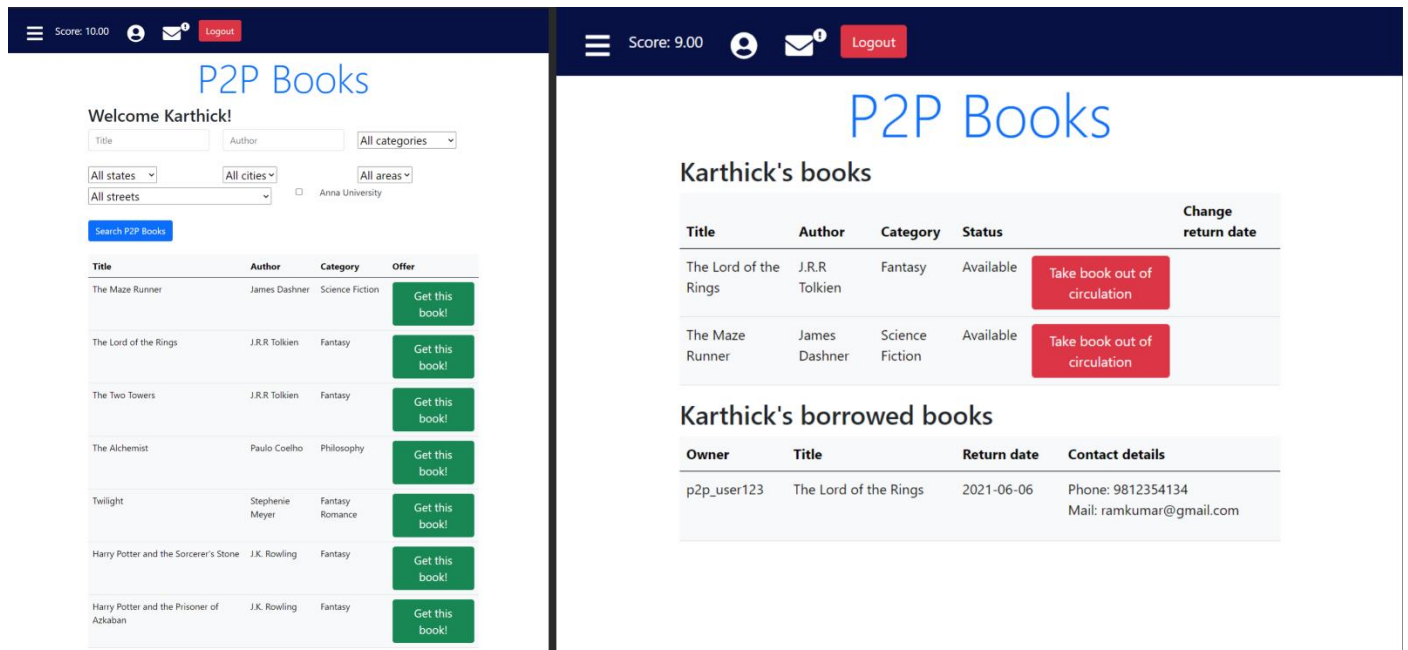 Score: 10.00 Logout
P2P Books
Welcome Karthick!
Title Author All categories
All states All cities All areas
All streets Anna University
Search P2P Books
Title Author Category Offer
The Maze Runner James Dashner Science Fiction Get this
book!
The Lord of the Rings J.R.R Tolkien Fantasy Get this
book!
The Two Towers J.R.R Tolkien Fantasy Get this
book!
The Alchemist Paulo Coelho Philosophy Get this
book!
Twilight Stephenie Fantasy Get this
Meyer Romance book!
Harry Potter and the Sorcerer's Stone J.K. Rowling Fantasy Get this
book!
Harry Potter and the Prisoner of J.K. Rowling Fantasy Get this
Azkaban book!
Score: 9.00 Logout
P2P Books
Karthick's books
Change
Title Author Category Status return date
The Lord of the J.R.R Fantasy Available Take book out of
Rings Tolkien circulation
The Maze James Science Available Take book out of
Runner Dashner Fiction circulation
Karthick's borrowed books
Owner Title Return date Contact details
p2p_user123 The Lord of the Rings 2021-06-06 Phone: 9812354134
Mail: ramkumar@gmail.com